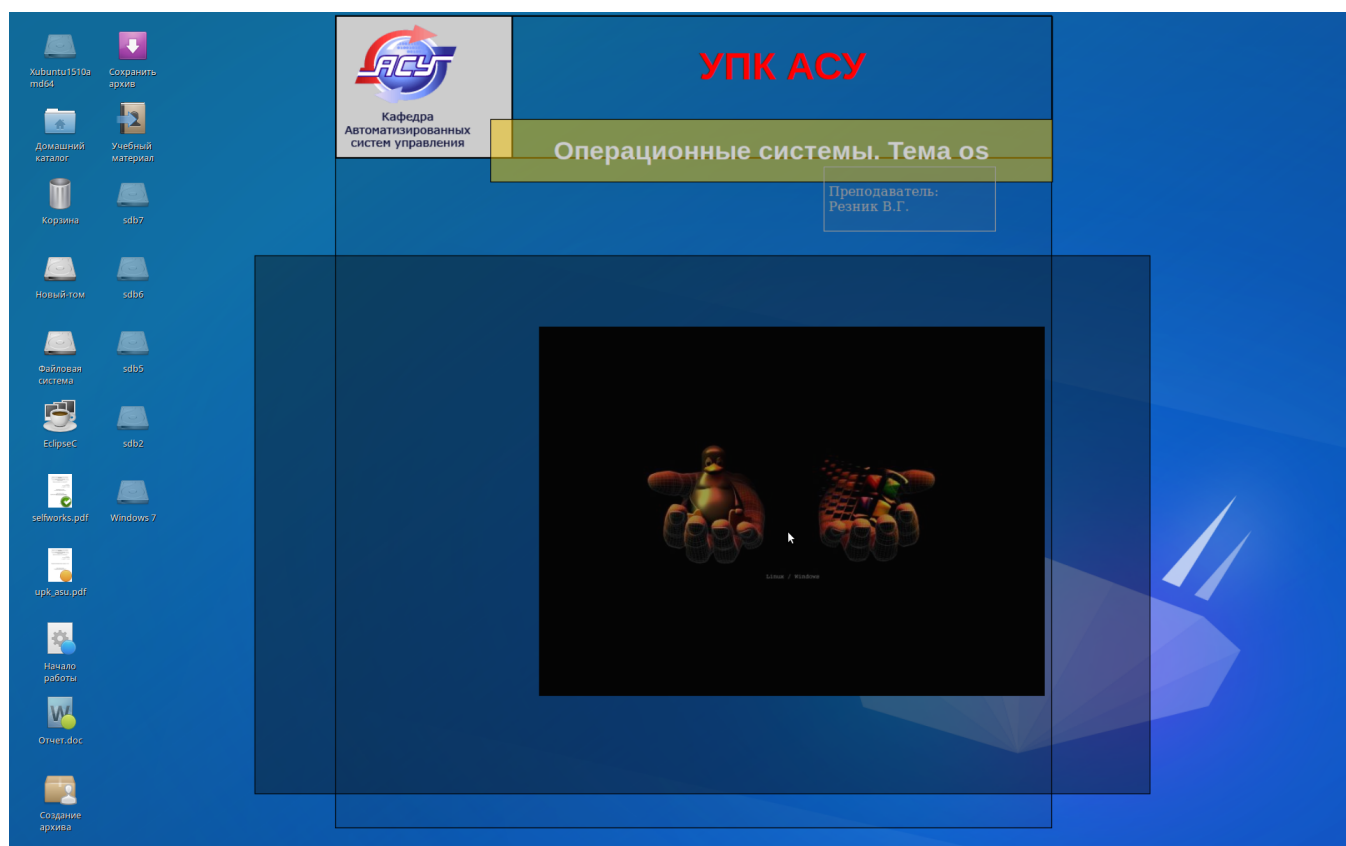 Xubuntu1510a
md64
Сохранить
архив
Домашний
каталог
Учебный
материал
Корзина
sdb7
Новый-том
sdb6
Файловая
система
sdb5
EclipseC
sdb2
selfworks.pdf
Windows 7
upk_asu.pdf
Начало
работы
W
Отчет.doc
Создание
архива
АСУ
Кафедра
Автоматизированных
систем управления
УПК АСУ
Операционные системы. Тема os
Преподаватель:
Резник В.Г.
Linux / Windows